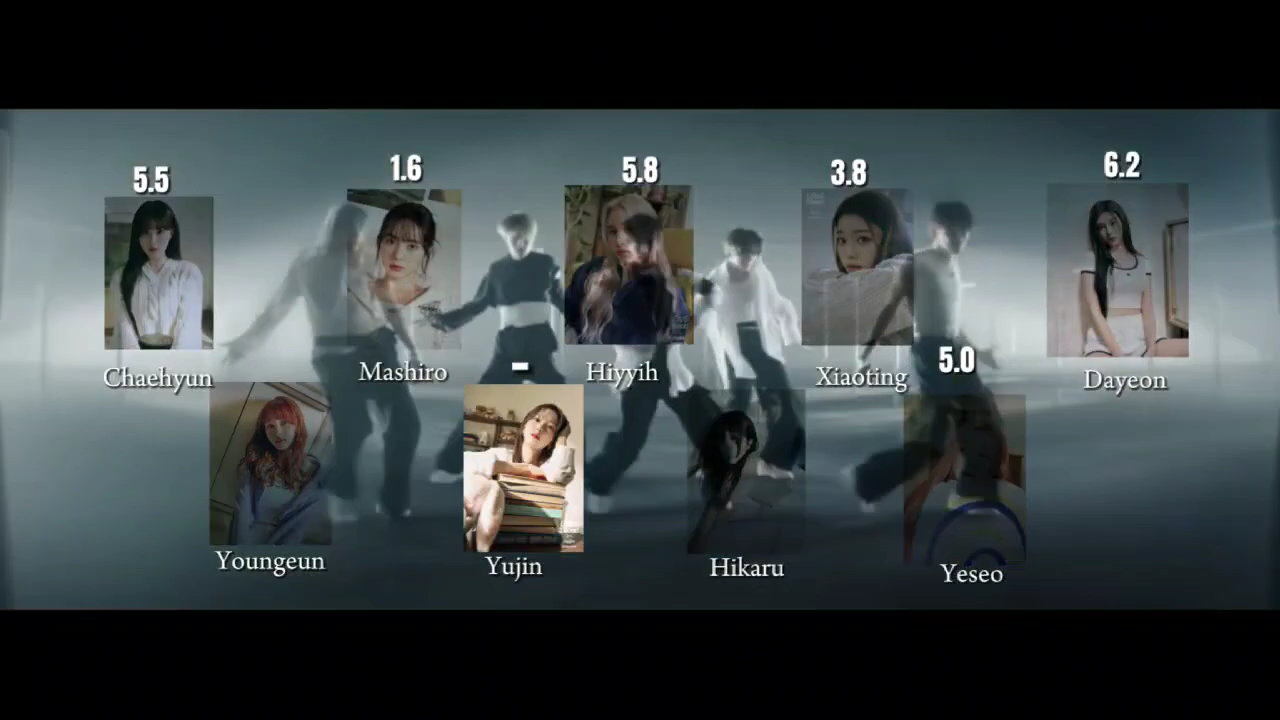 5.5
1.6
5.8
3.8
6.2
Chaehyun
Mashiro
Hiyyih
Xiaoting
Dayeon
-
5.0
Youngeun
Yujin
Hikaru
Yeseo